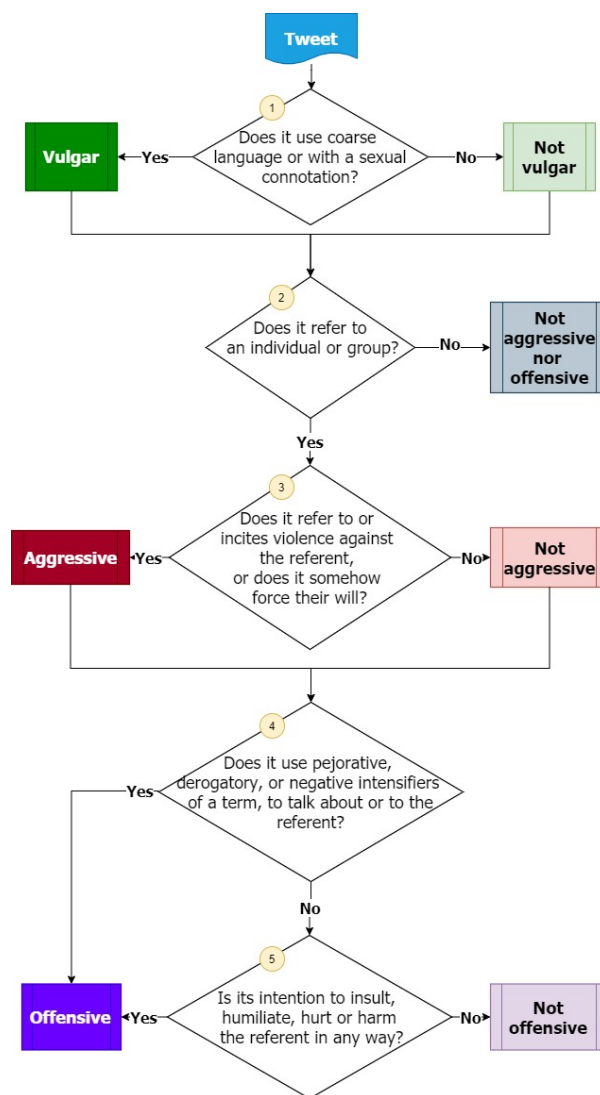 Tweet
1
Does it use coarse
language or with a sexual
connotation?
Yes
Vulgar
No
Not
vulgar
2
Does it refer to
an individual or group?
No
Not
aggressive
nor
offensive
Yes
3
Does it refer to or
incites violence against
the referent,
or does it somehow
force their will?
Yes
Aggressive
No
Not
aggressive
4
Does it use pejorative,
derogatory, or negative intensifiers
of a term, to talk about or to the
referent?
Yes
No
5
Is its intention to insult,
humiliate, hurt or harm
the referent in any way?
Yes
Offensive
No
Not
offensive